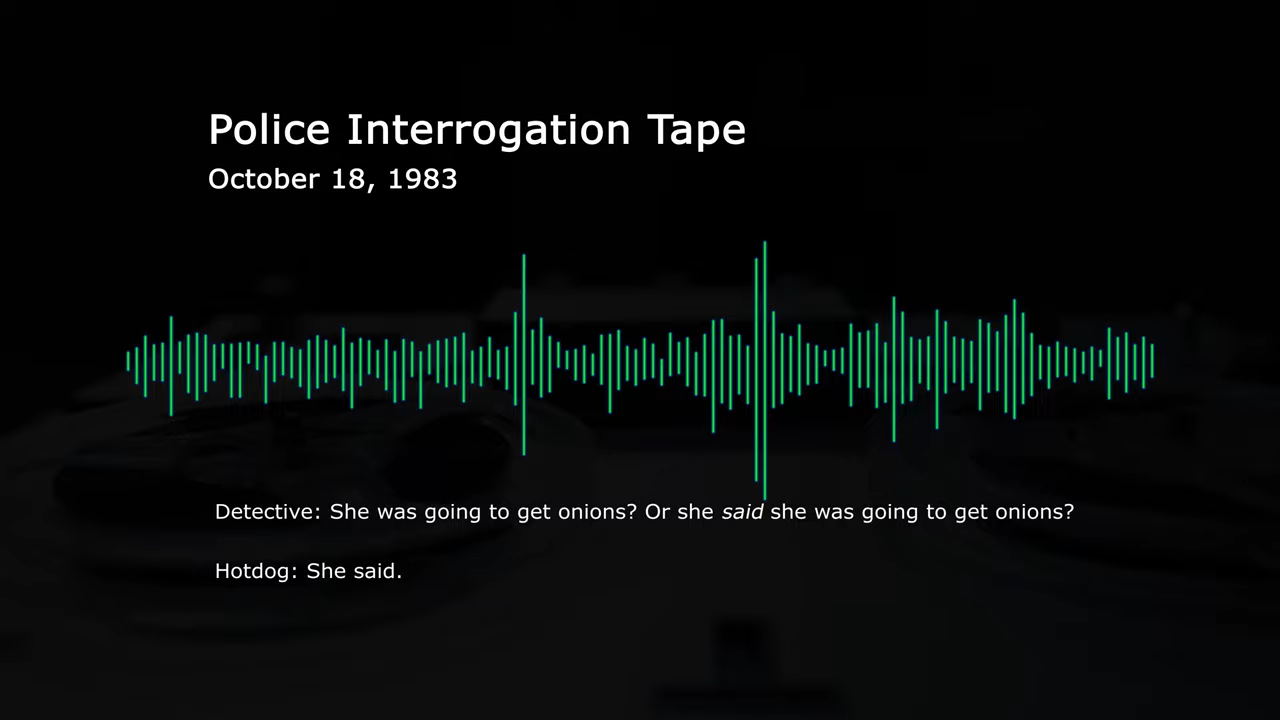 Police Interrogation Tape
October 18, 1983
Detective: She was going to get onions? Or she said she was going to get onions?
Hotdog: She said.